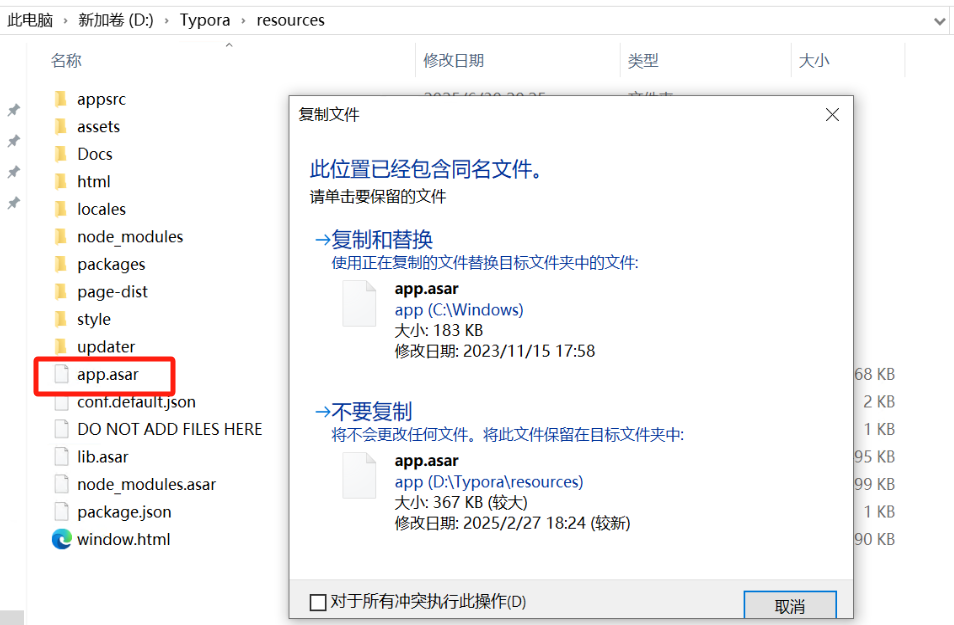 此电脑 › 新加卷 (D:) › Typora › resources
名称 修改日期 类型 大小
appsrc
assets
Docs
html
locales
node_modules
packages
page-dist
style
updater
app.asar 68 KB
conf.default.json 2 KB
DO NOT ADD FILES HERE 1 KB
lib.asar 95 KB
node_modules.asar 99 KB
package.json 1 KB
window.html 90 KB
复制文件
此位置已经包含同名文件。
请单击要保留的文件
→复制和替换
使用正在复制的文件替换目标文件夹中的文件:
app.asar
app (C:\Windows)
大小: 183 KB
修改日期: 2023/11/15 17:58
→不要复制
将不会更改任何文件。将此文件保留在目标文件夹中:
app.asar
app (D:\Typora\resources)
大小: 367 KB (较大)
修改日期: 2025/2/27 18:24 (较新)
对于所有冲突执行此操作(D)
取消